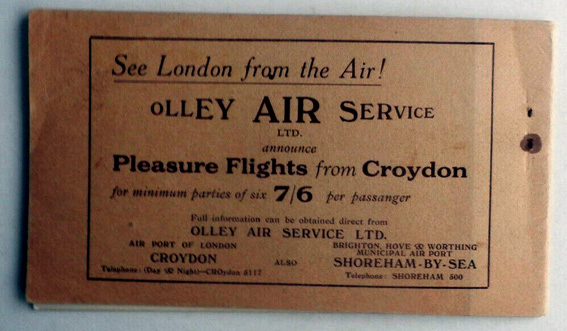 See London from the Air!
OLLEY AIR SERVICE
LTD.
announce
Pleasure Flights from Croydon
for minimum parties of six 7/6 per passanger
Full information can be obtained direct from
OLLEY AIR SERVICE LTD.
AIR PORT OF LONDON
CROYDON
Telephone: (Day & Night)—CROydon 5117
ALSO
BRIGHTON, HOVE & WORTHING
MUNICIPAL AIR PORT
SHOREHAM-BY-SEA
Telephone: SHOREHAM 500